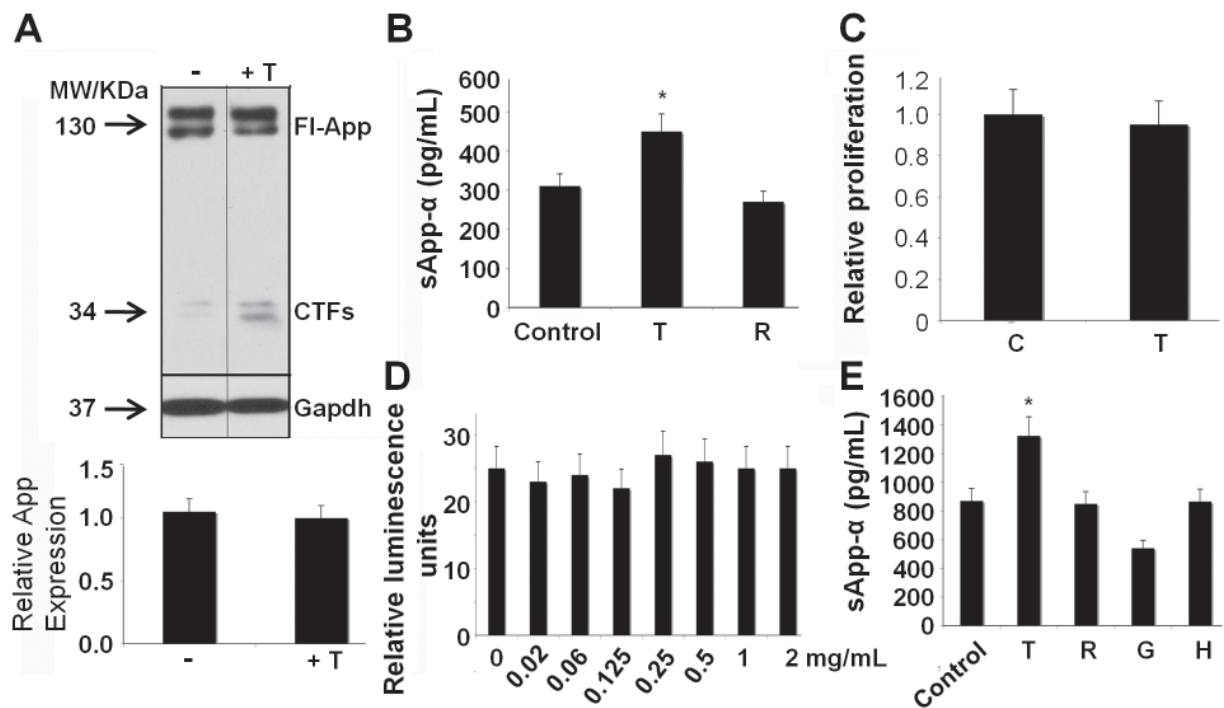 A
- + T
MW/KDa
130
Fl-App
34
CTFs
37
Gapdh
Relative App
Expression
1.5
1.0
0.5
0.0
- + T
B
sApp-α (pg/mL)
600
500
400
300
200
100
0
*
Control T R
C
Relative proliferation
1.2
1.0
0.8
0.6
0.4
0.2
0
C T
D
Relative luminescence
units
30
20
10
0
0 0.02 0.06 0.125 0.25 0.5 1 2 mg/mL
E
sApp-α (pg/mL)
1600
1400
1200
1000
800
600
400
200
0
*
Control T R G H